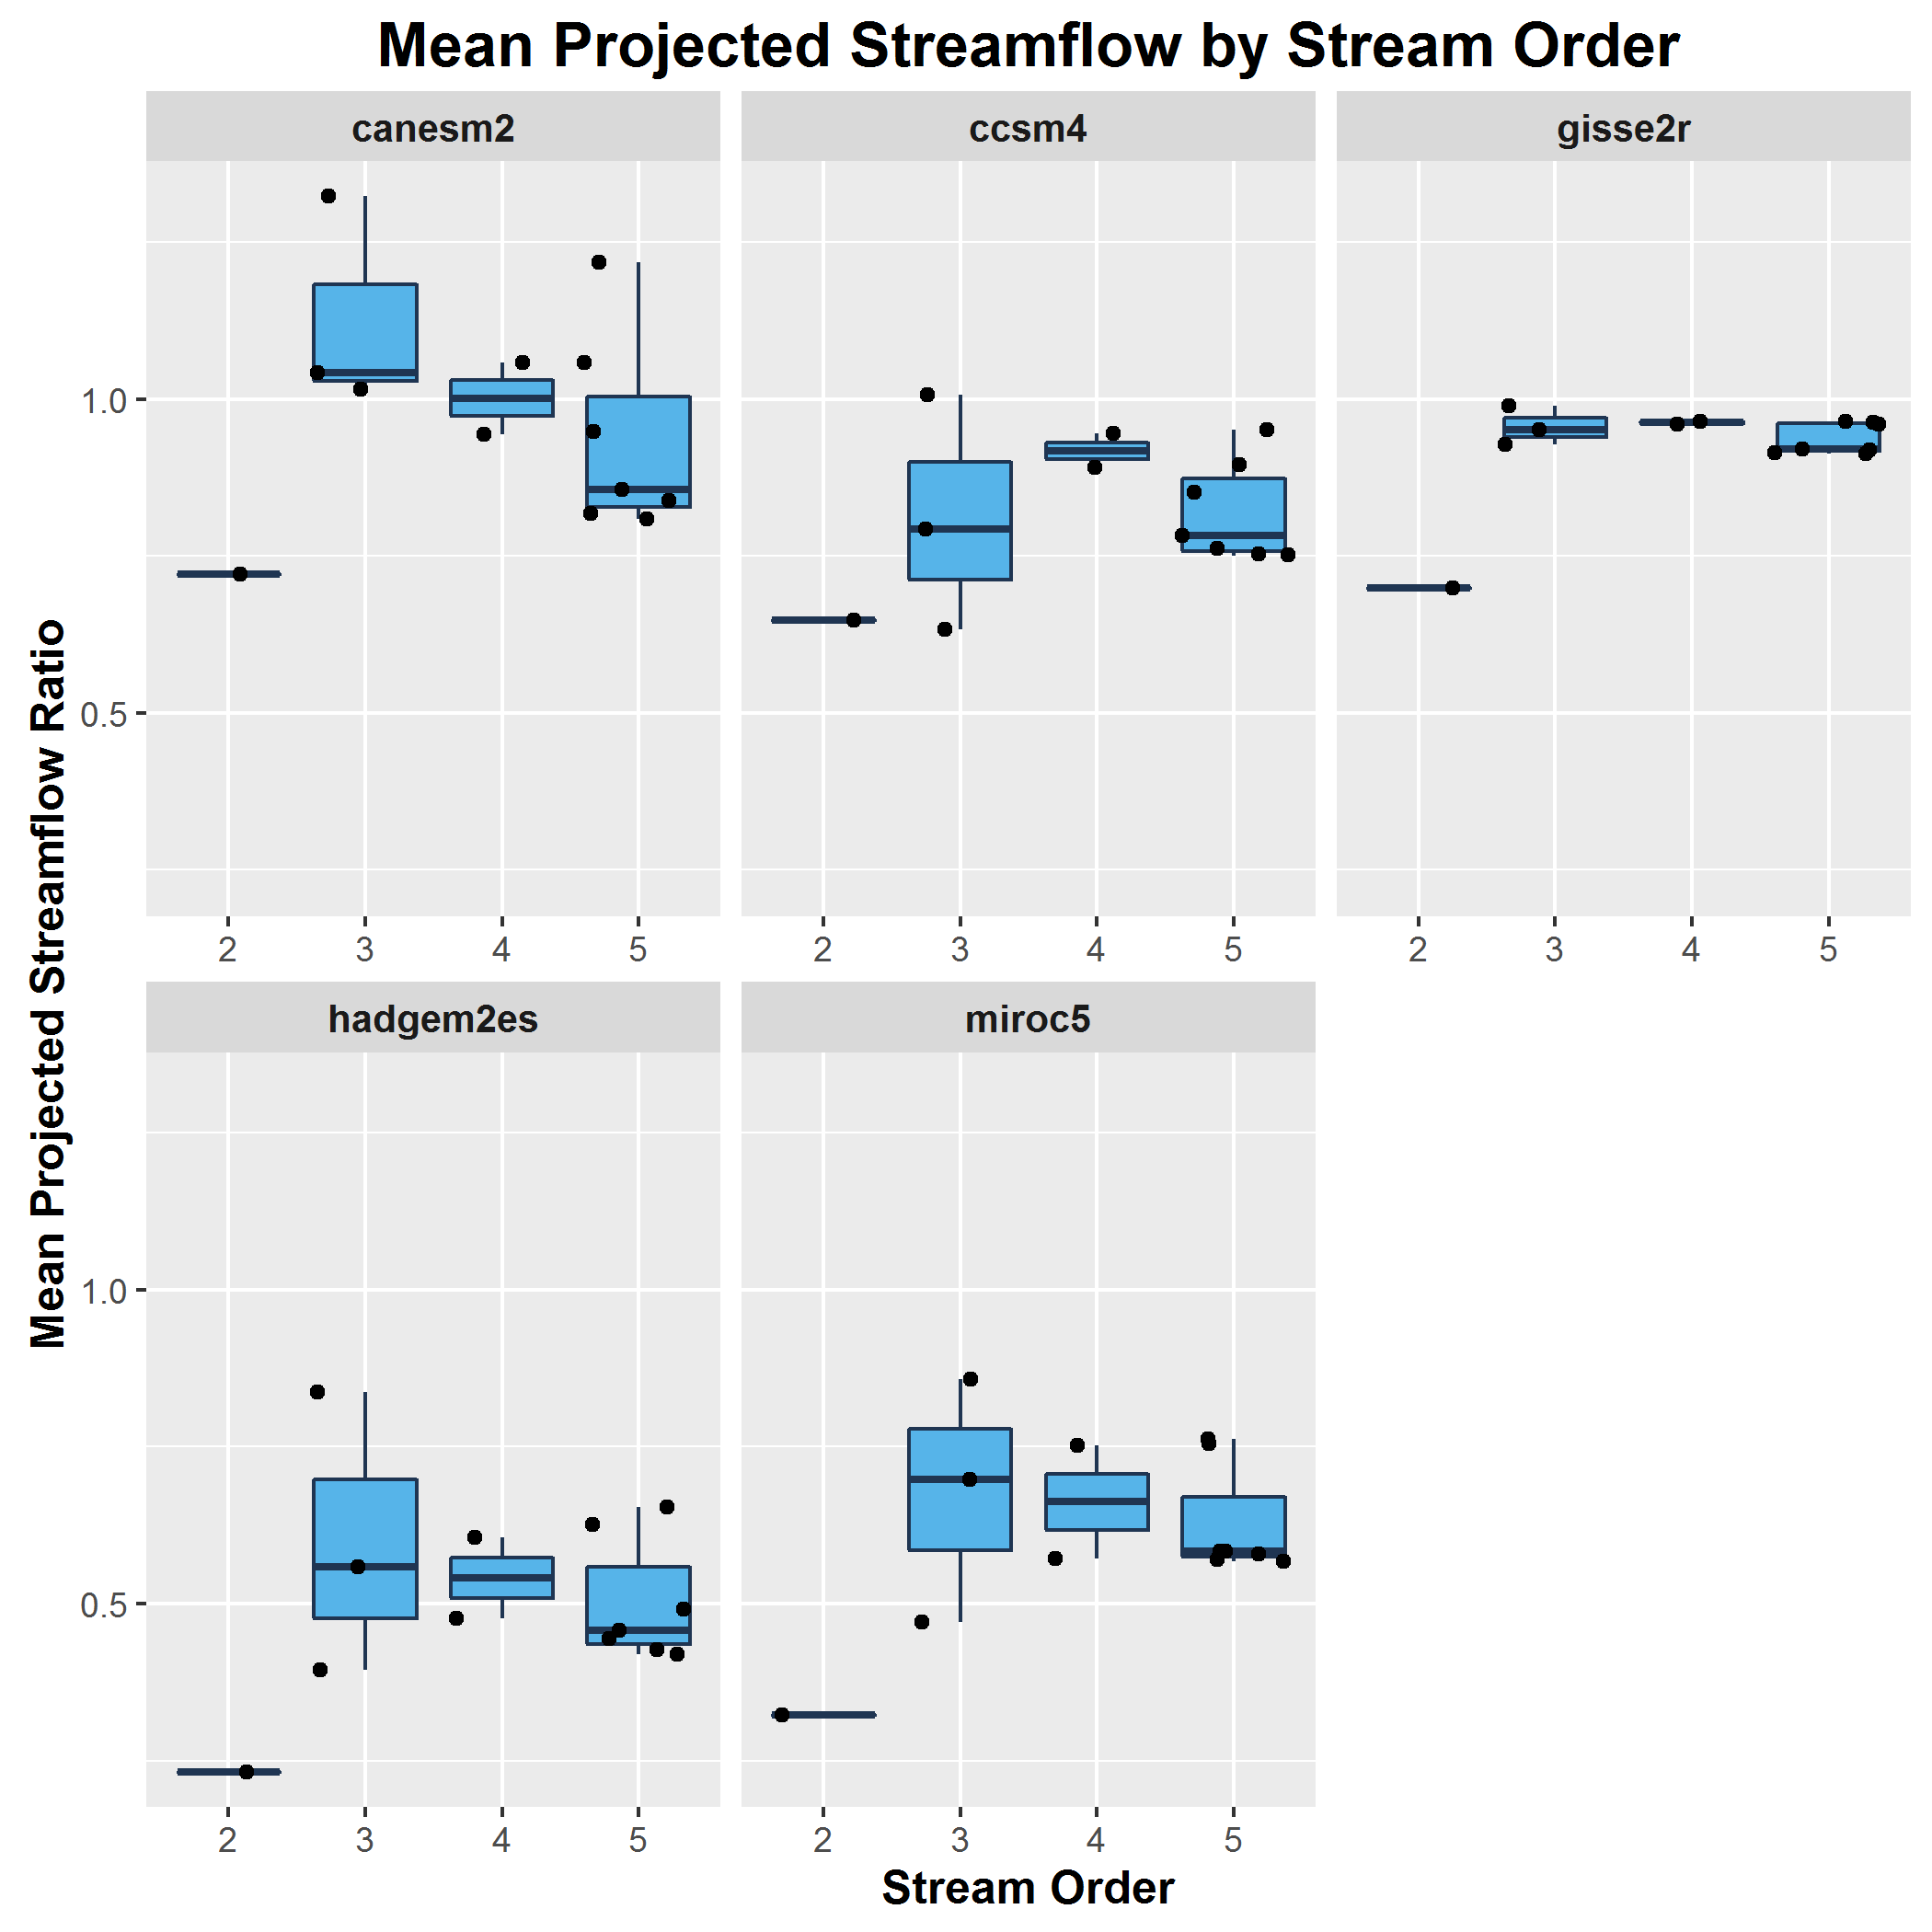 Mean Projected Streamflow by Stream Order
canesm2 ccsm4 gisse2r
1.0
0.5
2 3 4 5 2 3 4 5 2 3 4 5
Mean Projected Streamflow Ratio
hadgem2es miroc5
1.0
0.5
2 3 4 5 2 3 4 5
Stream Order